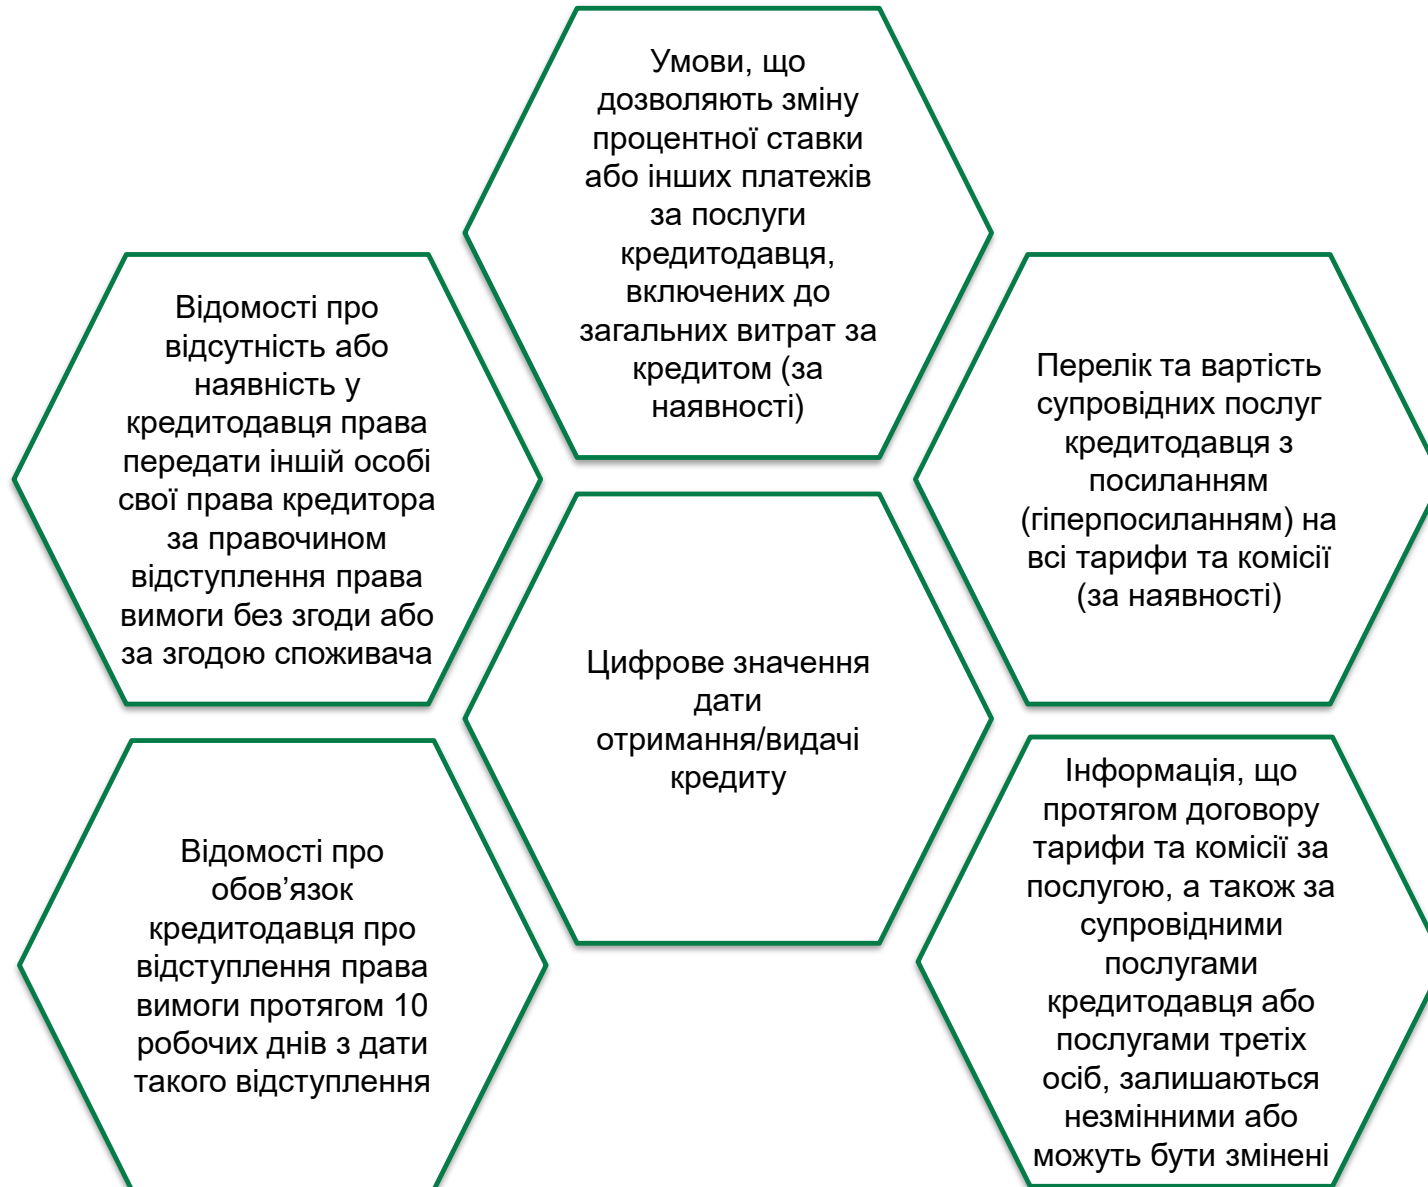 Умови, що
дозволяють зміну
процентної ставки
або інших платежів
за послуги
кредитодавця,
включених до
загальних витрат за
кредитом (за
наявності)
Відомості про
відсутність або
наявність у
кредитодавця права
передати іншій особі
свої права кредитора
за правочином
відступлення права
вимоги без згоди або
за згодою споживача
Перелік та вартість
супровідних послуг
кредитодавця з
посиланням
(гіперпосиланням) на
всі тарифи та комісії
(за наявності)
Цифрове значення
дати
отримання/видачі
кредиту
Відомості про
обов’язок
кредитодавця про
відступлення права
вимоги протягом 10
робочих днів з дати
такого відступлення
Інформація, що
протягом договору
тарифи та комісії за
послугою, а також за
супровідними
послугами
кредитодавця або
послугами третіх
осіб, залишаються
незмінними або
можуть бути змінені